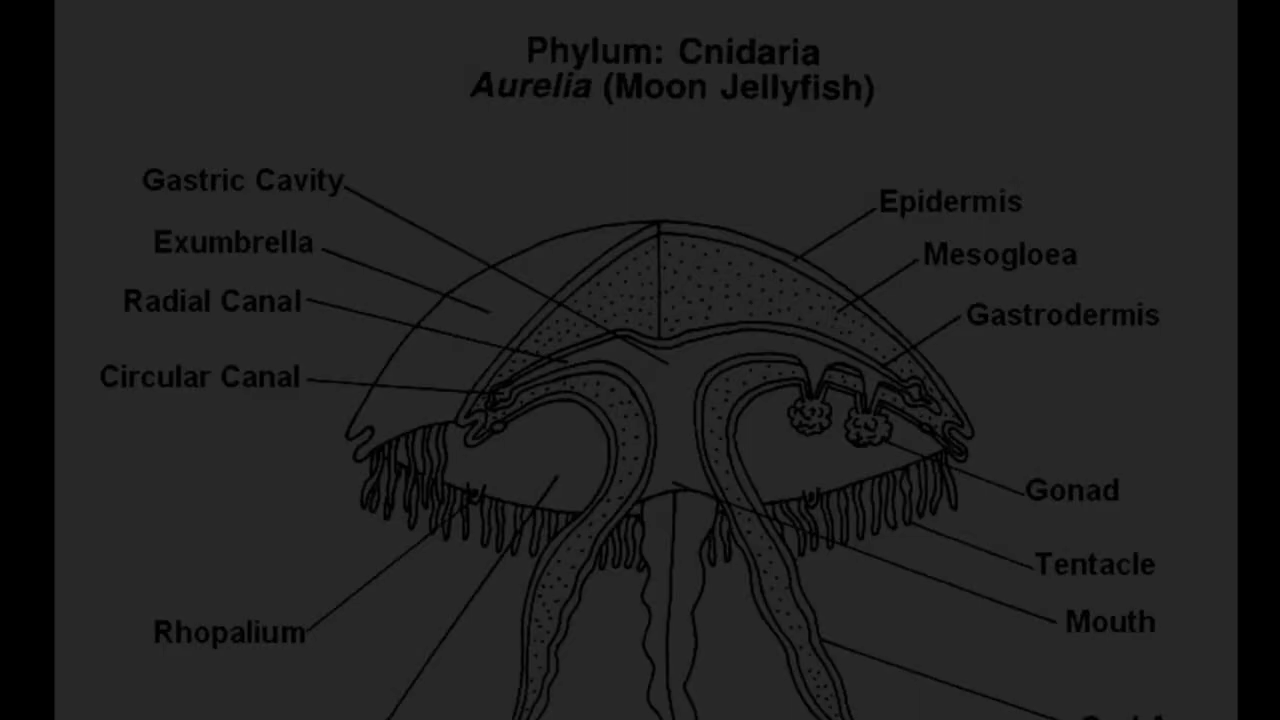 Phylum: Cnidaria
Aurelia (Moon Jellyfish)
Gastric Cavity
Exumbrella
Radial Canal
Circular Canal
Rhopalium
Epidermis
Mesogloea
Gastrodermis
Gonad
Tentacle
Mouth